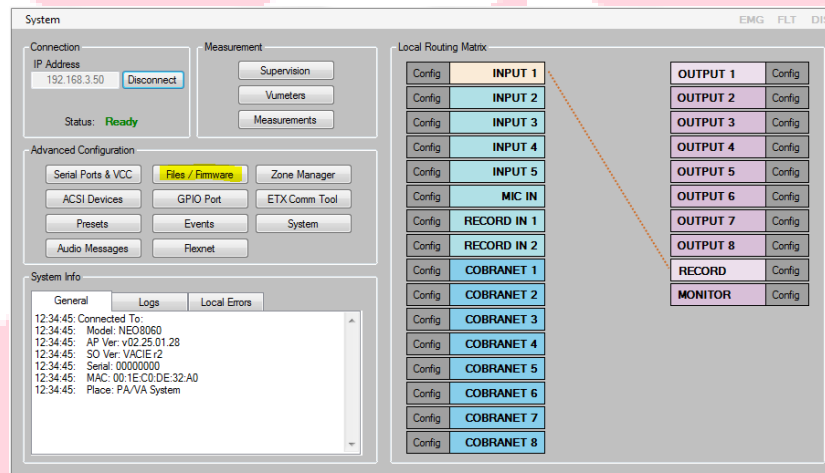 System
EMG FLT DIS
Connection
IP Address
192.168.3.50 Disconnect
Status: Ready
Measurement
Supervision
Vumeters
Measurements
Advanced Configuration
Serial Ports & VCC Files / Firmware Zone Manager
ACSI Devices GPIO Port ETX Comm Tool
Presets Events System
Audio Messages Flexnet
System Info
General Logs Local Errors
12:34:45: Connected To:
12:34:45: Model: NEO8060
12:34:45: AP Ver: v02.25.01.28
12:34:45: SO Ver: VACIE r2
12:34:45: Serial: 00000000
12:34:45: MAC: 00:1E:C0:DE:32:A0
12:34:45: Place: PA/VA System
Local Routing Matrix
Config INPUT 1
Config INPUT 2
Config INPUT 3
Config INPUT 4
Config INPUT 5
Config MIC IN
Config RECORD IN 1
Config RECORD IN 2
Config COBRANET 1
Config COBRANET 2
Config COBRANET 3
Config COBRANET 4
Config COBRANET 5
Config COBRANET 6
Config COBRANET 7
Config COBRANET 8
OUTPUT 1 Config
OUTPUT 2 Config
OUTPUT 3 Config
OUTPUT 4 Config
OUTPUT 5 Config
OUTPUT 6 Config
OUTPUT 7 Config
OUTPUT 8 Config
RECORD Config
MONITOR Config